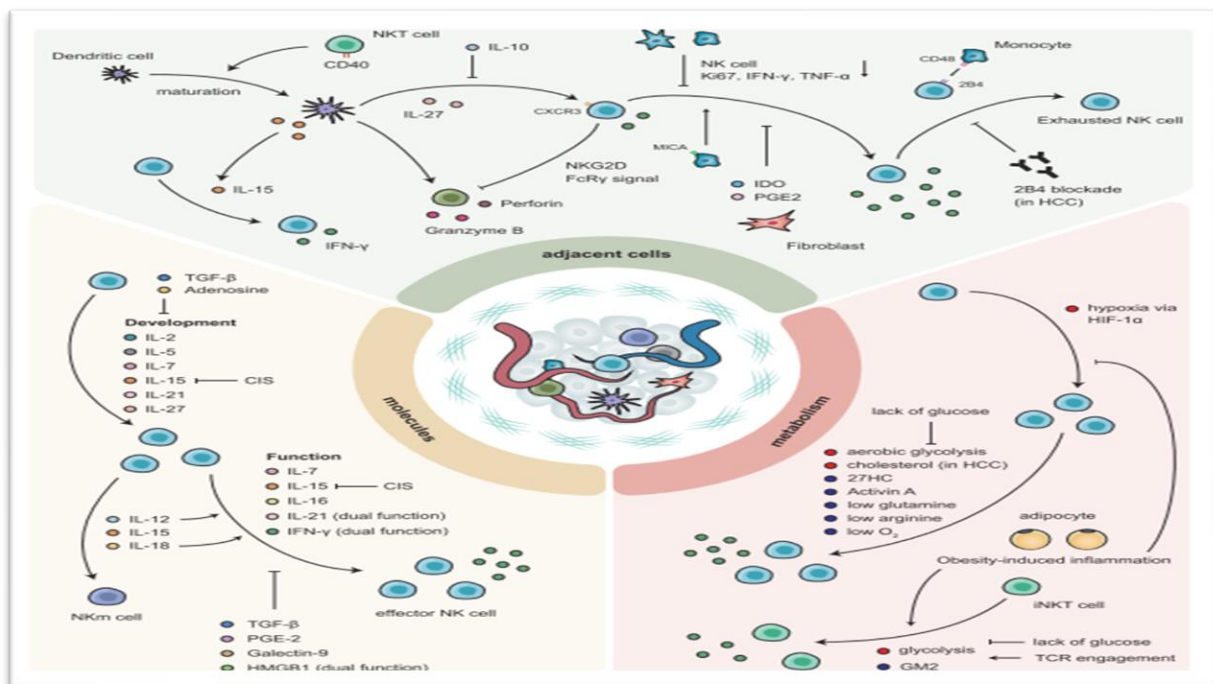 NKT cell
CD40
Dendritic cell
maturation
IL-10
IL-27
CXCR3
NK cell
Ki67, IFN-γ, TNF-α
CD48
Monocyte
2B4
Exhausted NK cell
MICA
NKG2D
FcRγ signal
IDO
PGE2
Fibroblast
2B4 blockade
(in HCC)
IL-15
IFN-γ
Perforin
Granzyme B
adjacent cells
molecules
metabolism
TGF-β
Adenosine
Development
IL-2
IL-5
IL-7
IL-15
CIS
IL-21
IL-27
Function
IL-7
IL-15
CIS
IL-16
IL-21 (dual function)
IFN-γ (dual function)
IL-12
IL-15
IL-18
NKm cell
effector NK cell
TGF-β
PGE-2
Galectin-9
HMGB1 (dual function)
hypoxia via
HIF-1α
lack of glucose
aerobic glycolysis
cholesterol (in HCC)
27HC
Activin A
low glutamine
low arginine
low O₂
adipocyte
Obesity-induced inflammation
iNKT cell
glycolysis
lack of glucose
GM2
TCR engagement